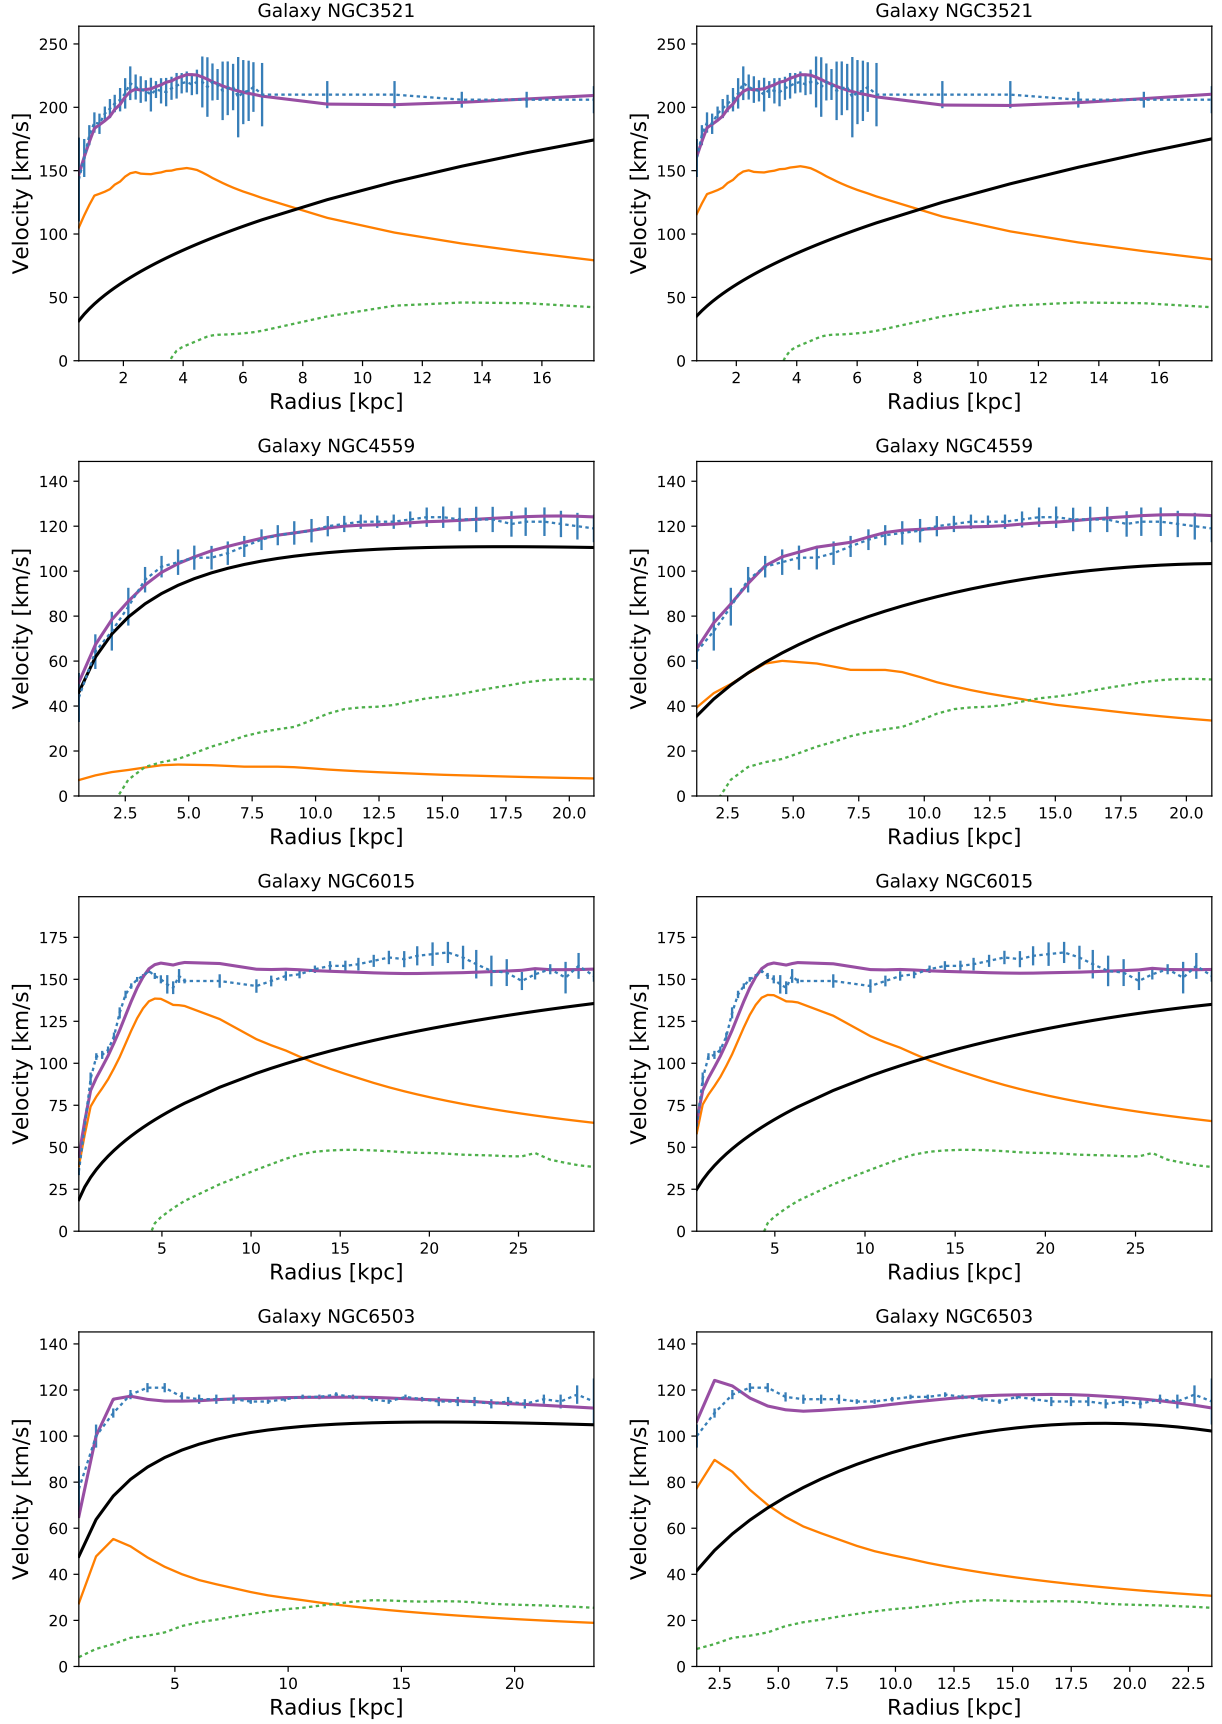 Galaxy NGC3521
Galaxy NGC3521
250
200
150
100
50
0
Velocity [km/s]
2 4 6 8 10 12 14 16
Radius [kpc]
250
200
150
100
50
0
Velocity [km/s]
2 4 6 8 10 12 14 16
Radius [kpc]
Galaxy NGC4559
Galaxy NGC4559
140
120
100
80
60
40
20
0
Velocity [km/s]
2.5 5.0 7.5 10.0 12.5 15.0 17.5 20.0
Radius [kpc]
140
120
100
80
60
40
20
0
Velocity [km/s]
2.5 5.0 7.5 10.0 12.5 15.0 17.5 20.0
Radius [kpc]
Galaxy NGC6015
Galaxy NGC6015
175
150
125
100
75
50
25
0
Velocity [km/s]
5 10 15 20 25
Radius [kpc]
175
150
125
100
75
50
25
0
Velocity [km/s]
5 10 15 20 25
Radius [kpc]
Galaxy NGC6503
Galaxy NGC6503
140
120
100
80
60
40
20
0
Velocity [km/s]
5 10 15 20
Radius [kpc]
140
120
100
80
60
40
20
0
Velocity [km/s]
2.5 5.0 7.5 10.0 12.5 15.0 17.5 20.0 22.5
Radius [kpc]